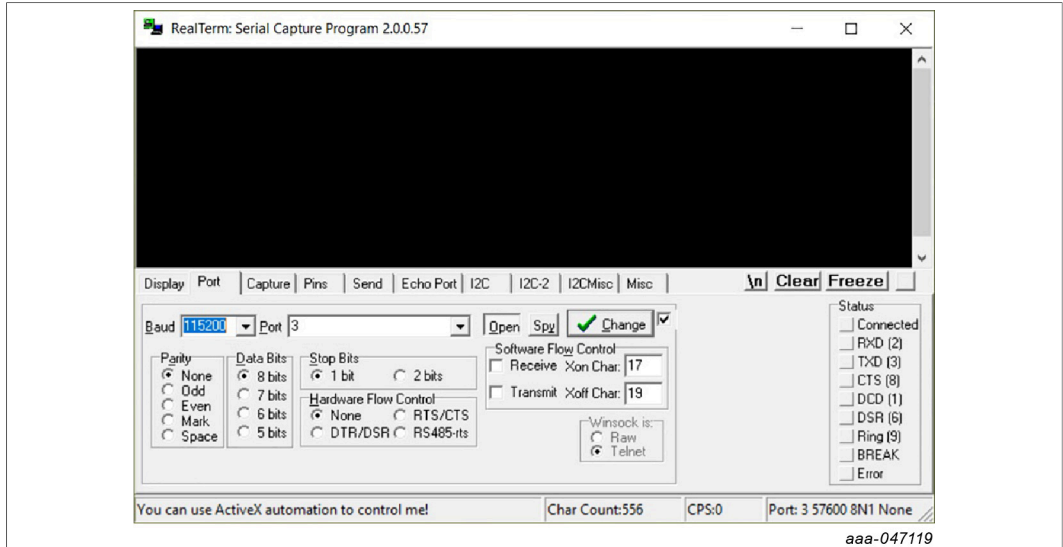 RealTerm: Serial Capture Program 2.0.0.57
Display Port Capture Pins Send Echo Port I2C I2C-2 I2CMisc Misc \n Clear Freeze
Baud 115200 Port 3 Open Spy Change
Parity
None
Odd
Even
Mark
Space
Data Bits
8 bits
7 bits
6 bits
5 bits
Stop Bits
1 bit 2 bits
Hardware Flow Control
None RTS/CTS
DTR/DSR RS485-rts
Software Flow Control
Receive Xon Char: 17
Transmit Xoff Char: 19
Winsock is:
Raw
Telnet
Status
Connected
RXD (2)
TXD (3)
CTS (8)
DCD (1)
DSR (6)
Ring (9)
BREAK
Error
You can use ActiveX automation to control me! Char Count:556 CPS:0 Port: 3 57600 8N1 None
aaa-047119